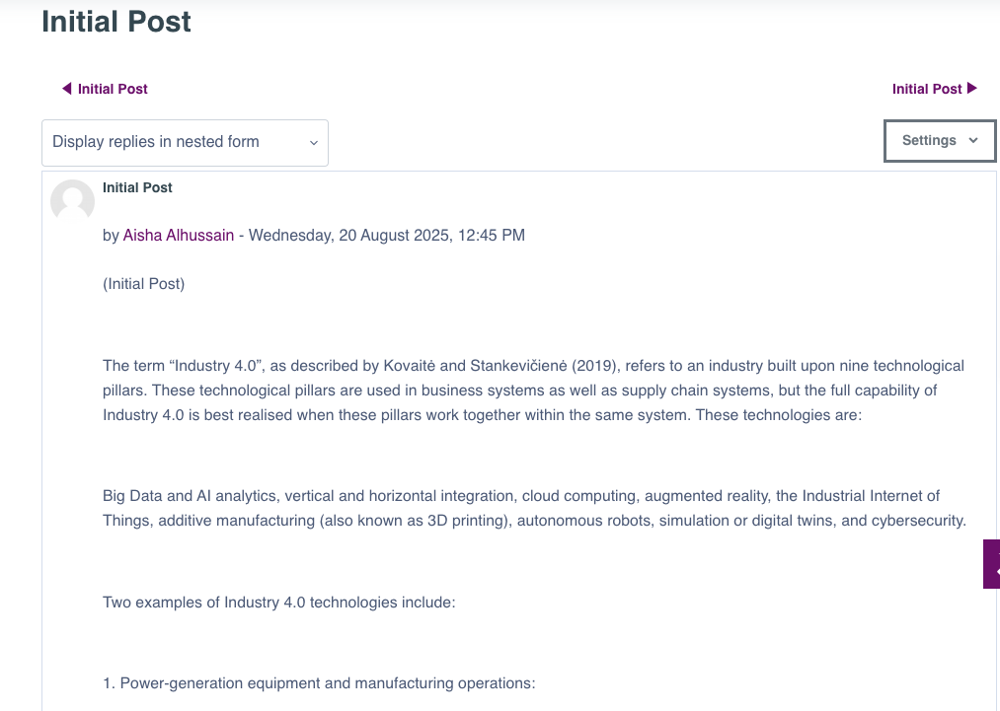 Initial Post
Initial Post
Initial Post
Display replies in nested form
Settings
Initial Post
by Aisha Alhussain - Wednesday, 20 August 2025, 12:45 PM
(Initial Post)
The term “Industry 4.0”, as described by Kovaitė and Stankevičienė (2019), refers to an industry built upon nine technological
pillars. These technological pillars are used in business systems as well as supply chain systems, but the full capability of
Industry 4.0 is best realised when these pillars work together within the same system. These technologies are:
Big Data and AI analytics, vertical and horizontal integration, cloud computing, augmented reality, the Industrial Internet of
Things, additive manufacturing (also known as 3D printing), autonomous robots, simulation or digital twins, and cybersecurity.
Two examples of Industry 4.0 technologies include:
1. Power-generation equipment and manufacturing operations: